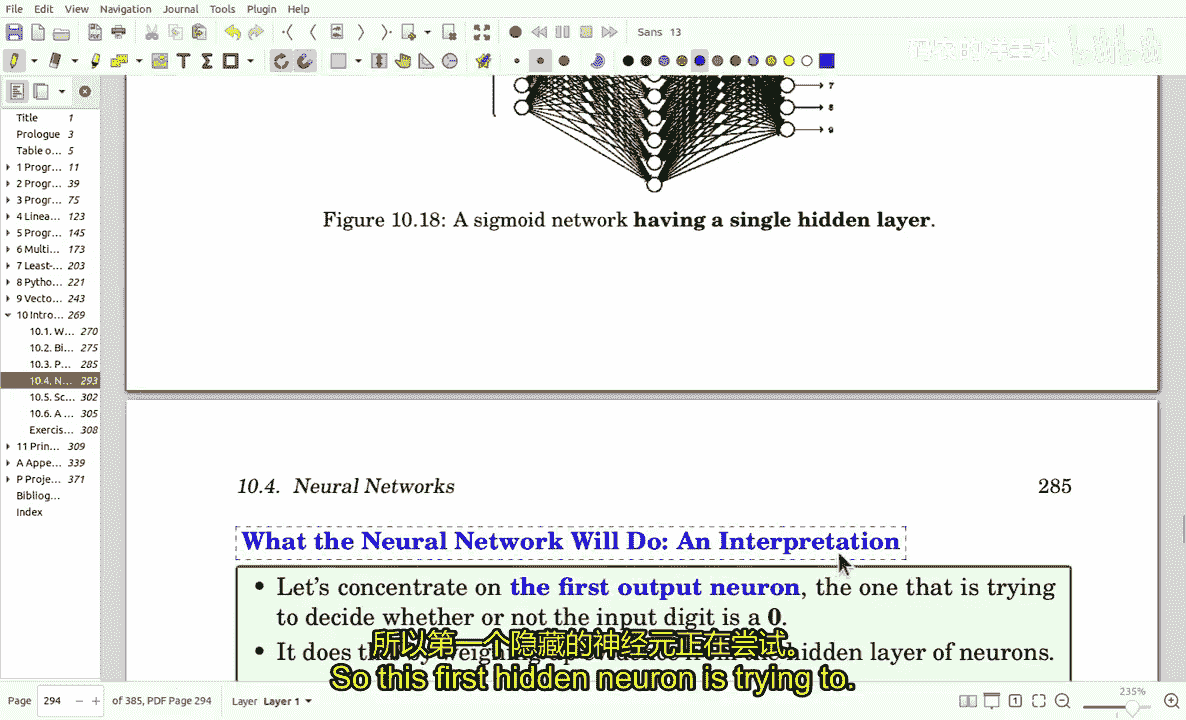 File Edit View Navigation Journal Tools Plugin Help
Sans 13
Title 1
Prologue 3
Table o... 5
1 Progr... 11
2 Progr... 39
3 Progr... 75
4 Linea... 123
5 Progr... 145
6 Multi... 173
7 Least-... 203
8 Pytho... 221
9 Vecto... 243
10 Intro... 269
10.1. W... 270
10.2. Bi... 275
10.3. P... 285
10.4. N... 293
10.5. Sc... 302
10.6. A ... 305
Exercis... 308
11 Prin... 309
A Appe... 339
P Proje... 371
Bibliog...
Index
7
8
9
Figure 10.18: A sigmoid network having a single hidden layer.
10.4. Neural Networks 285
What the Neural Network Will Do: An Interpretation
• Let's concentrate on the first output neuron, the one that is trying
to decide whether or not the input digit is a 0.
• It does hidden layer of neurons.
所以第一个隐藏的神经元正在尝试。
So this first hidden neuron is trying to.
Page 294 of 385, PDF Page 294 Layer Layer 1 235%